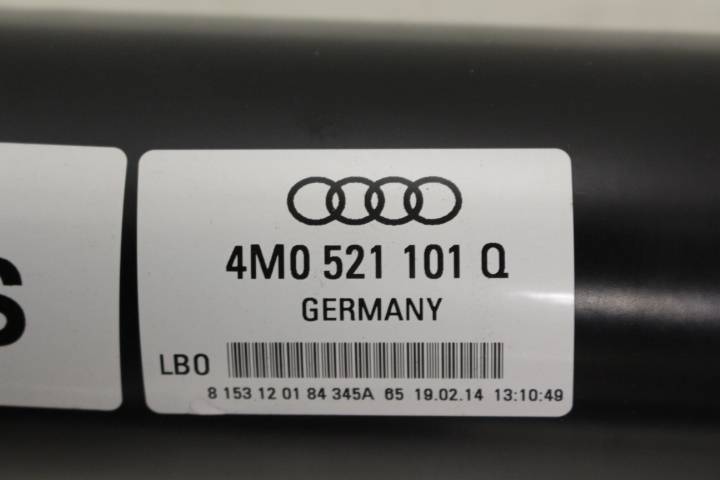 S
4M0 521 101 Q
GERMANY
LBO
8 153 12 01 84 345A 65 19.02.14 13:10:49